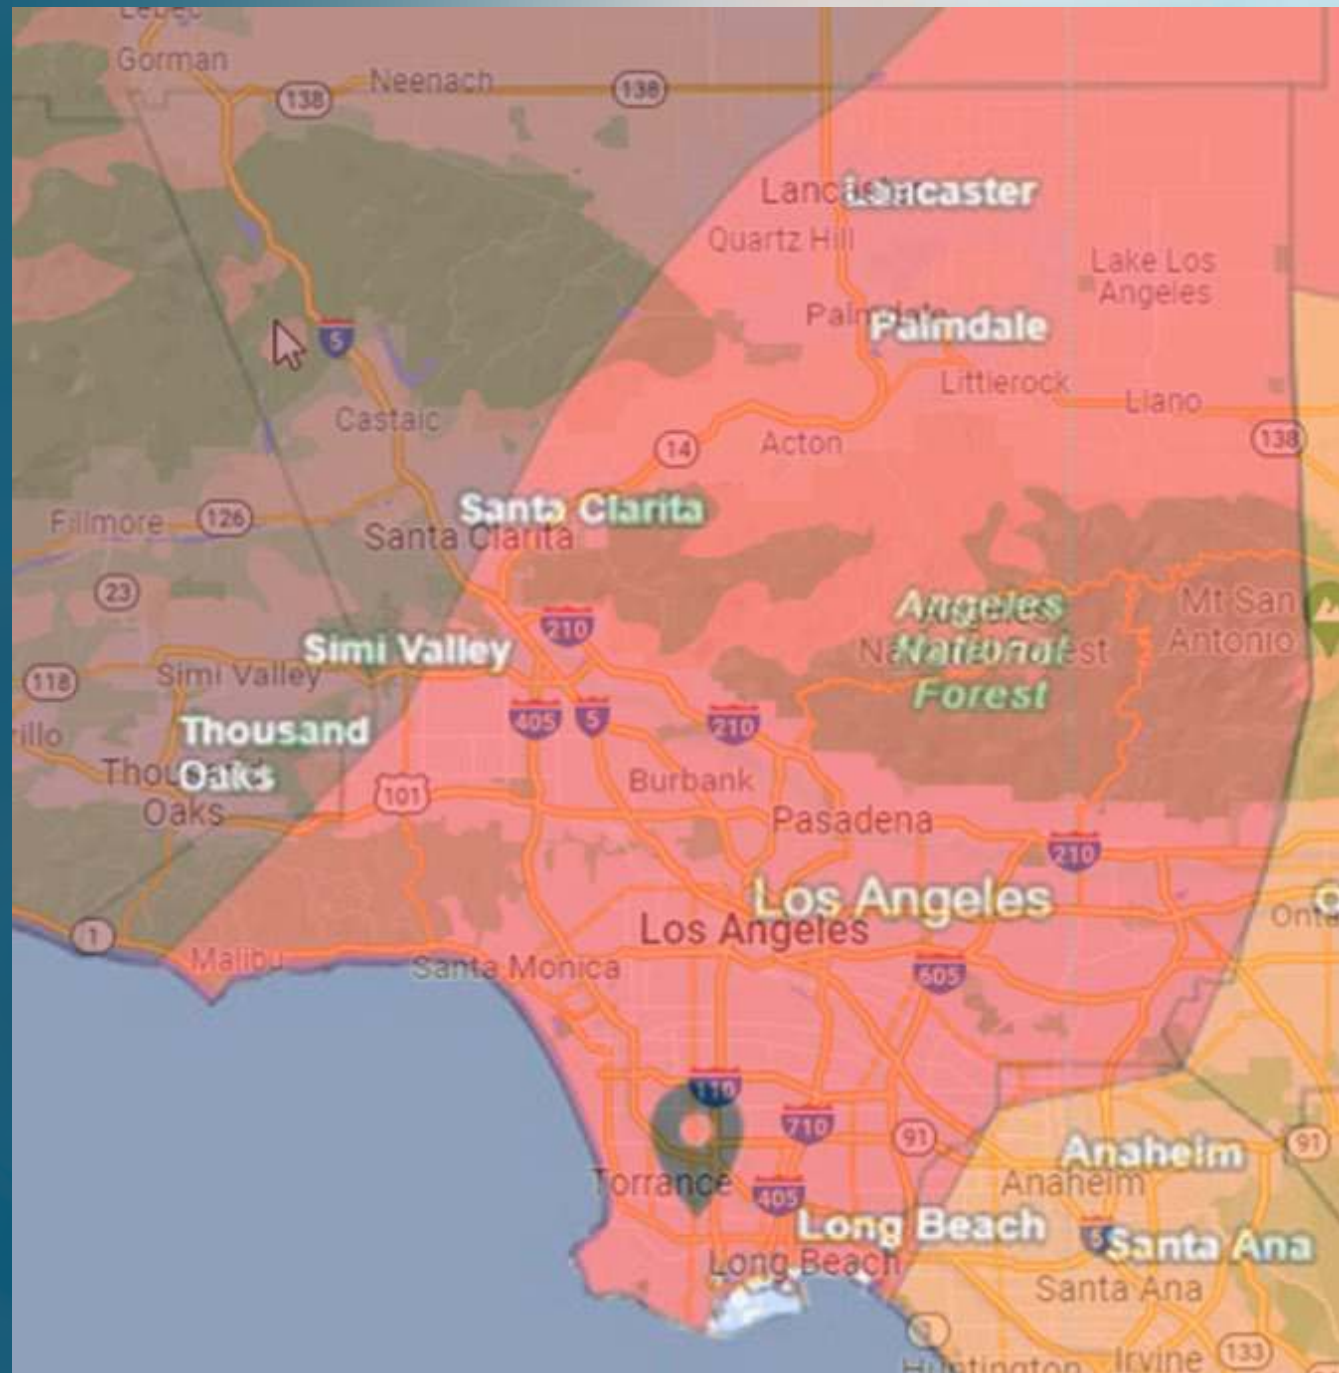 Lebec
Gorman
138
Neenach
138
Lancaster
Lancaster
Quartz Hill
Lake Los
Angeles
Palmdale
Palmdale
5
Littlerock
Llano
Castaic
14
Acton
138
Santa Clarita
Fillmore
126
Santa Clarita
23
Angeles
National
Forest
Mt San
Antonio
210
Simi Valley
Simi Valley
118
405
5
210
Thousand
Oaks
Thousand
Oaks
101
Burbank
Pasadena
210
Los Angeles
Los Angeles
1
Malibu
Santa Monica
605
110
710
91
91
Torrance
405
Anaheim
Anaheim
Long Beach
Long Beach
5
Santa Ana
Santa Ana
Huntington
Irvine
133